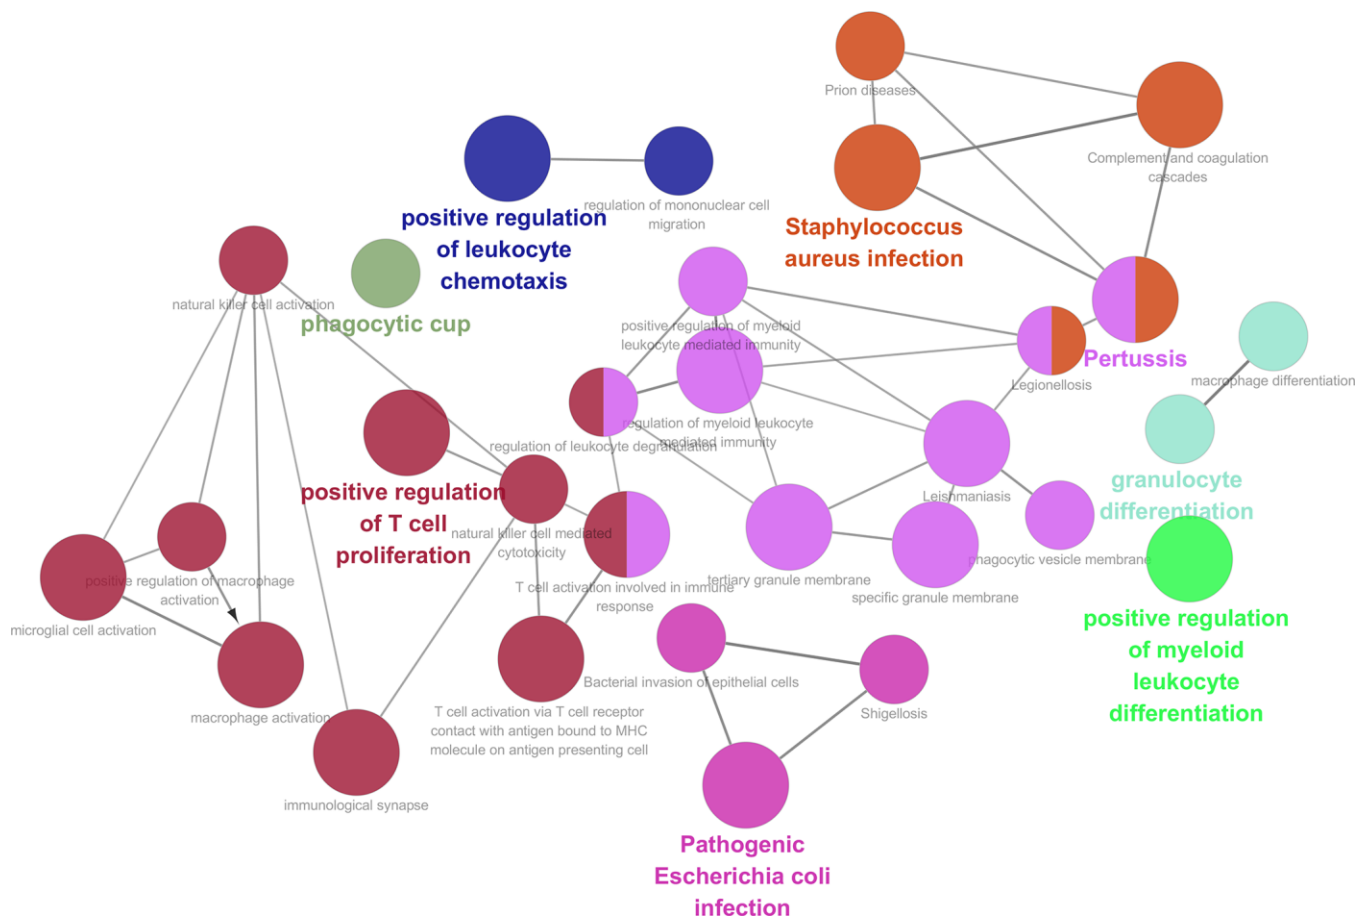 Prion diseases
Complement and coagulation
cascades
regulation of mononuclear cell
migration
positive regulation
of leukocyte
chemotaxis
Staphylococcus
aureus infection
natural killer cell activation
phagocytic cup
positive regulation of myeloid
leukocyte mediated immunity
Pertussis
Legionellosis
macrophage differentiation
regulation of myeloid leukocyte
mediated immunity
regulation of leukocyte degranulation
positive regulation
of T cell
proliferation
granulocyte
differentiation
Leishmaniasis
natural killer cell mediated
cytotoxicity
phagocytic vesicle membrane
positive regulation of macrophage
activation
tertiary granule membrane
T cell activation involved in immune
response
specific granule membrane
microglial cell activation
positive regulation
of myeloid
leukocyte
differentiation
Bacterial invasion of epithelial cells
macrophage activation
T cell activation via T cell receptor
contact with antigen bound to MHC
molecule on antigen presenting cell
Shigellosis
immunological synapse
Pathogenic
Escherichia coli
infection